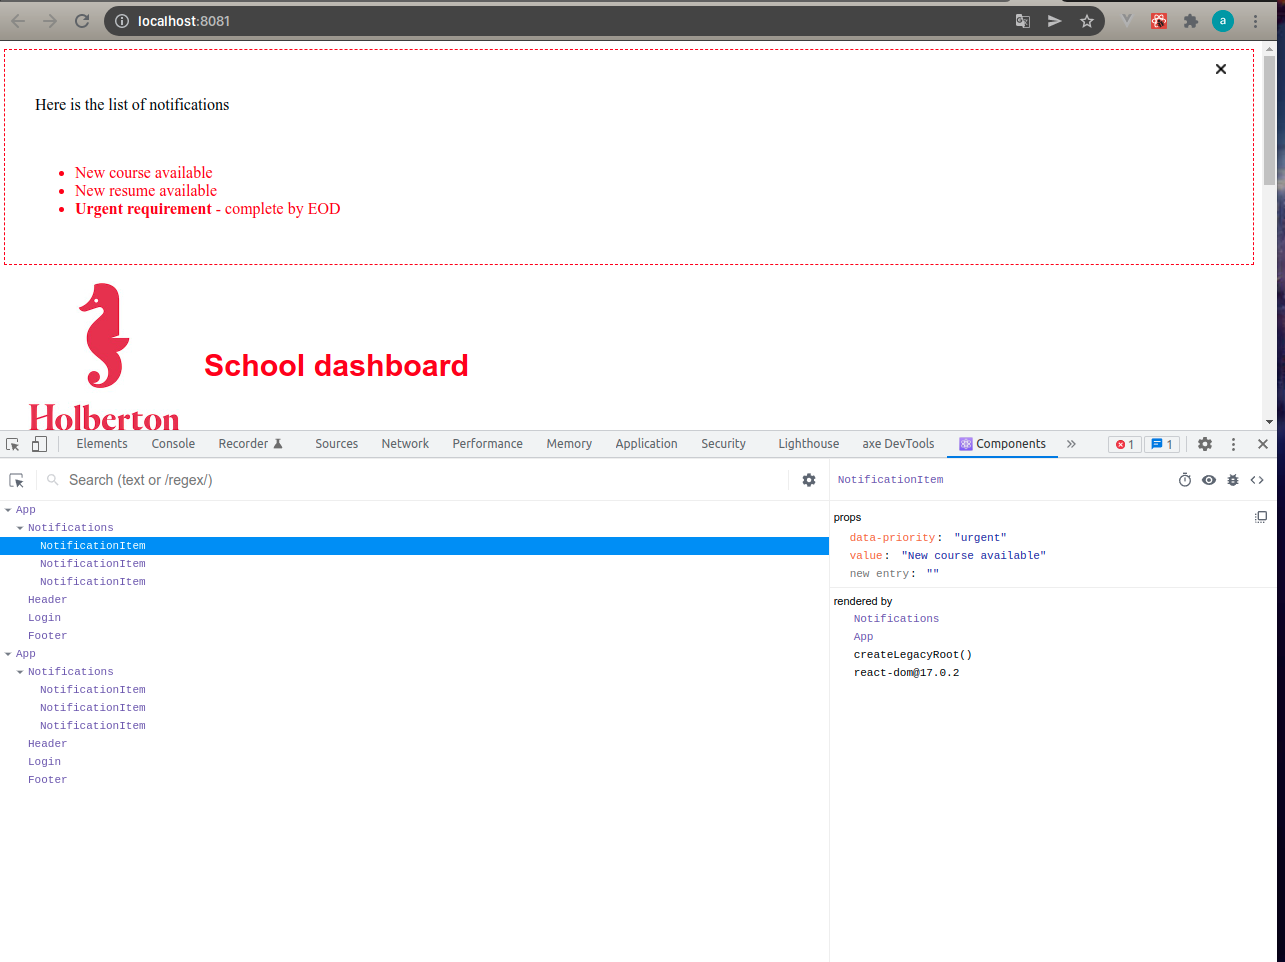 localhost:8081
a
Here is the list of notifications
New course available
New resume available
Urgent requirement - complete by EOD
School dashboard
Holberton
Elements Console Recorder Sources Network Performance Memory Application Security Lighthouse axe DevTools Components » 1 1
Search (text or /regex/)
NotificationItem
App
Notifications
NotificationItem
NotificationItem
NotificationItem
Header
Login
Footer
App
Notifications
NotificationItem
NotificationItem
NotificationItem
Header
Login
Footer
props
data-priority: "urgent"
value: "New course available"
new entry: ""
rendered by
Notifications
App
createLegacyRoot()
react-dom@17.0.2